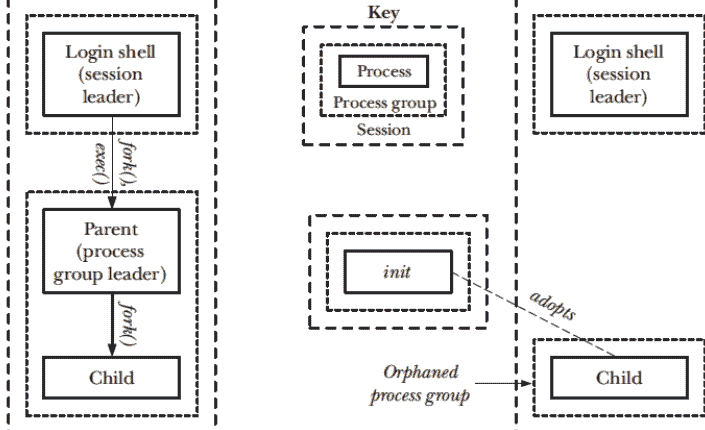 Login shell
(session
leader)
fork(),
exec()
Parent
(process
group leader)
fork()
Child
Key
Process
Process group
Session
init
adopts
Orphaned
process group
Login shell
(session
leader)
Child